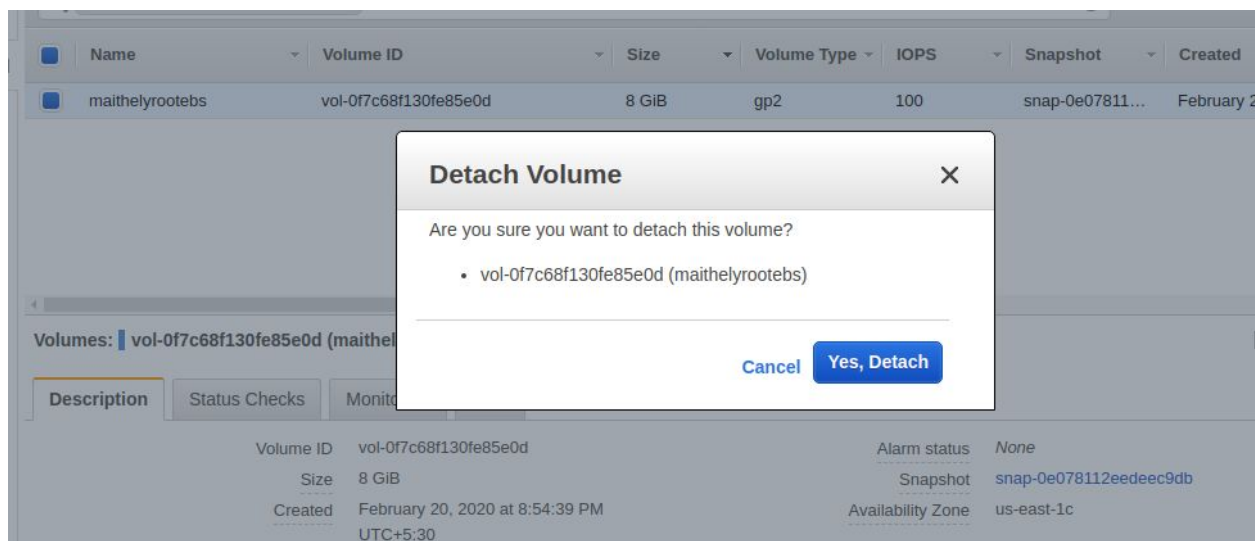 Name Volume ID Size Volume Type IOPS Snapshot Created
maithelyrootebs vol-0f7c68f130fe85e0d 8 GiB gp2 100 snap-0e07811... February 2
Detach Volume
Are you sure you want to detach this volume?
• vol-0f7c68f130fe85e0d (maithelyrootebs)
Cancel Yes, Detach
Volumes: vol-0f7c68f130fe85e0d (maithel
Description Status Checks Monito
Volume ID vol-0f7c68f130fe85e0d Alarm status None
Size 8 GiB Snapshot snap-0e078112eedeec9db
Created February 20, 2020 at 8:54:39 PM Availability Zone us-east-1c
UTC+5:30